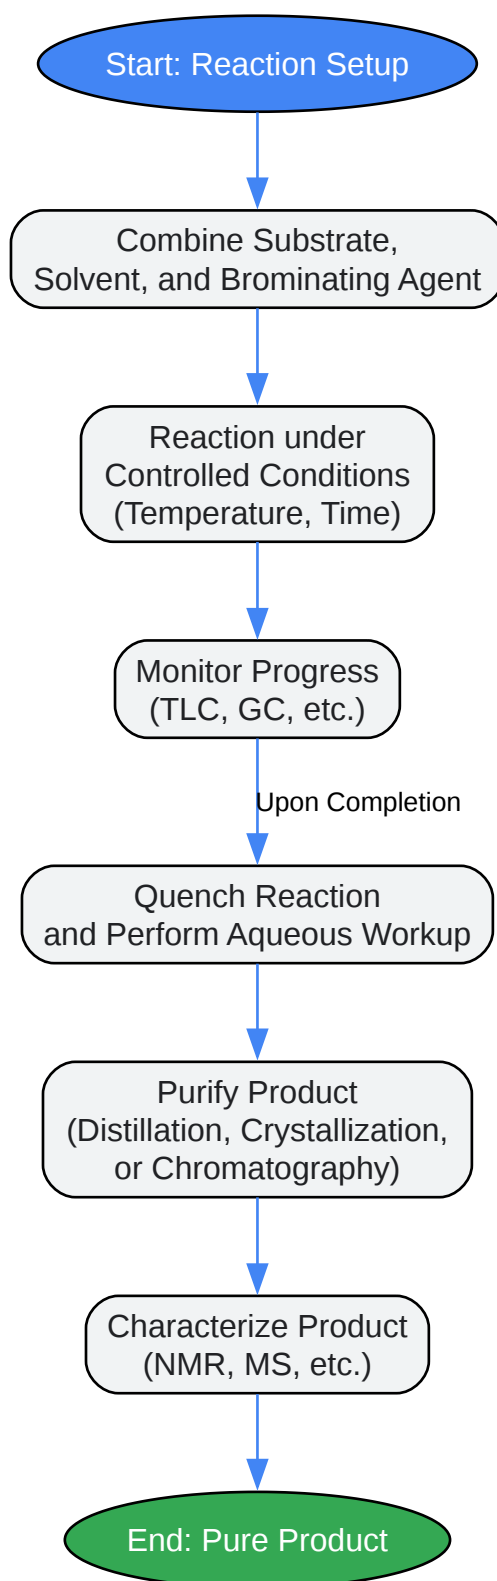 Start: Reaction Setup
Combine Substrate,
Solvent, and Brominating Agent
Reaction under
Controlled Conditions
(Temperature, Time)
Monitor Progress
(TLC, GC, etc.)
Upon Completion
Quench Reaction
and Perform Aqueous Workup
Purify Product
(Distillation, Crystallization,
or Chromatography)
Characterize Product
(NMR, MS, etc.)
End: Pure Product